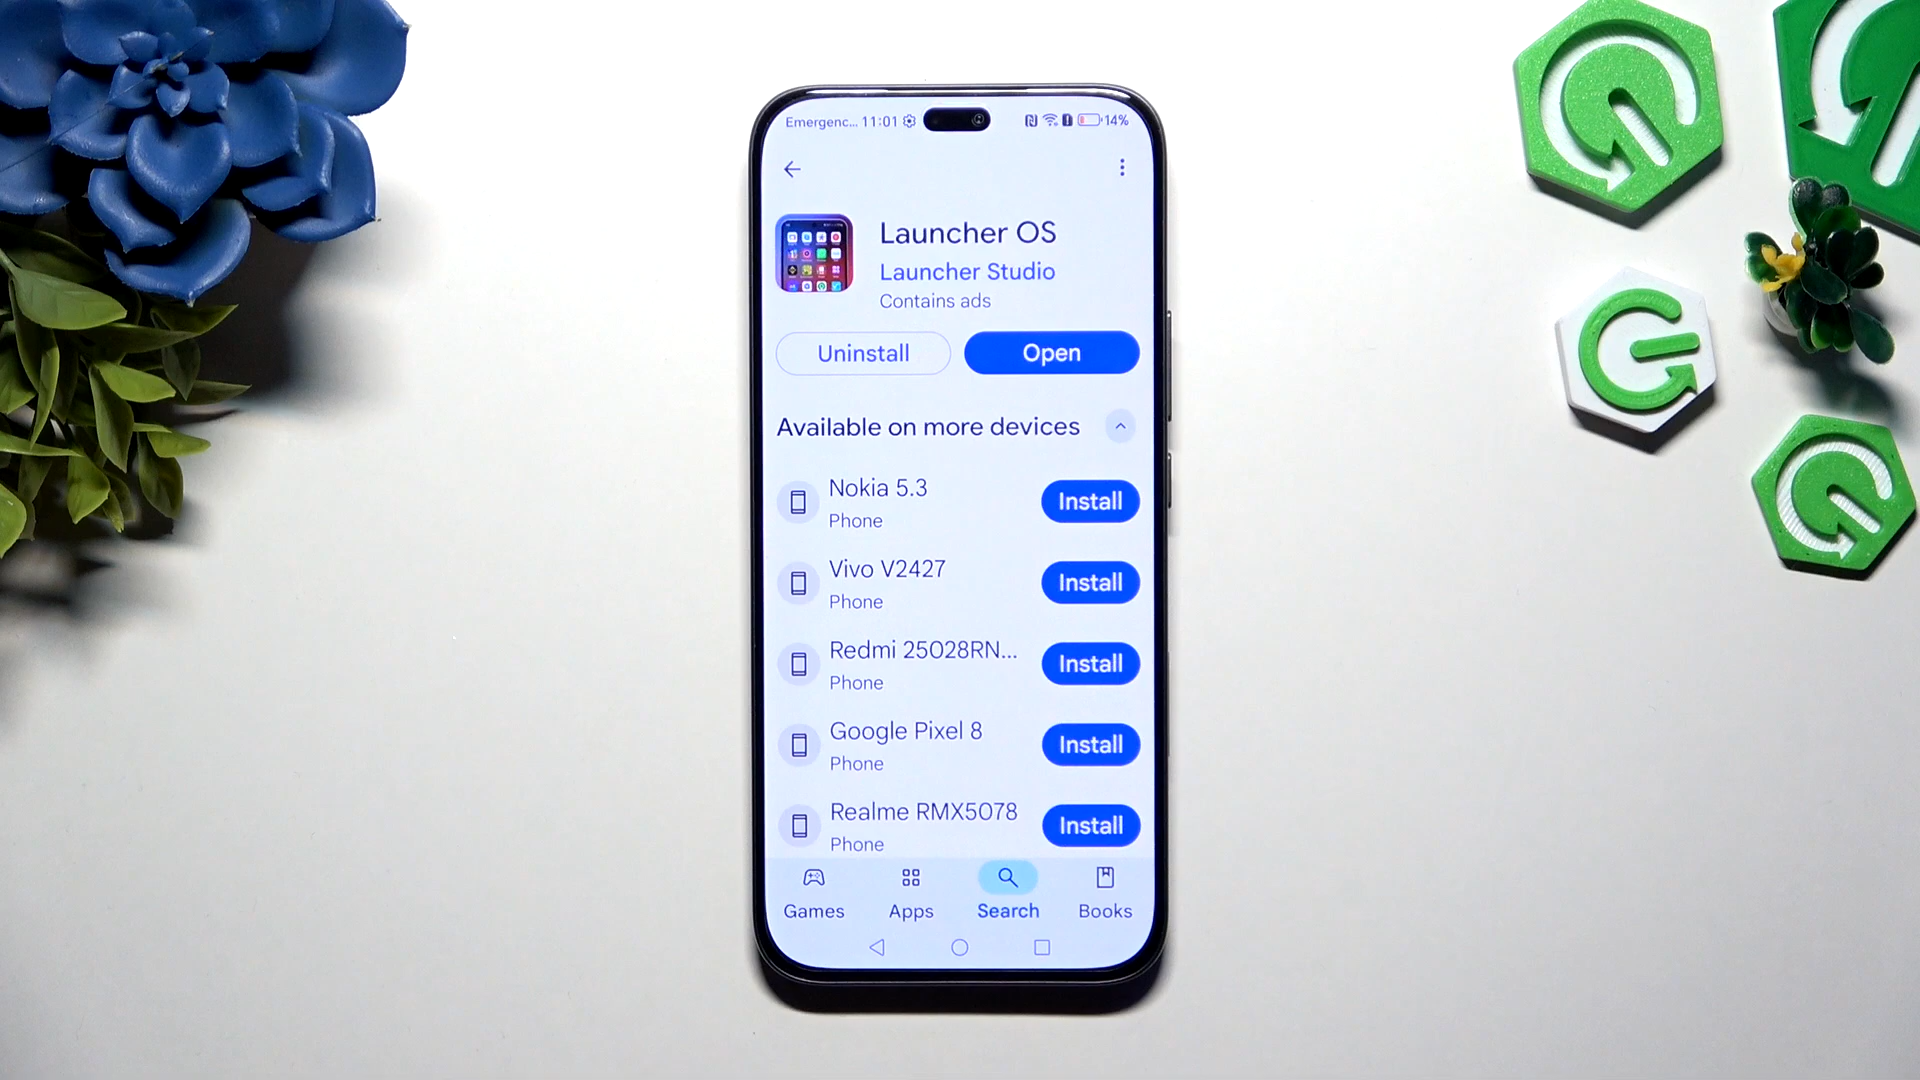 Emergenc... 11:01 14%
Launcher OS
Launcher Studio
Contains ads
Uninstall Open
Available on more devices
Nokia 5.3
Phone
Install
Vivo V2427
Phone
Install
Redmi 25028RN...
Phone
Install
Google Pixel 8
Phone
Install
Realme RMX5078
Phone
Install
Games Apps Search Books